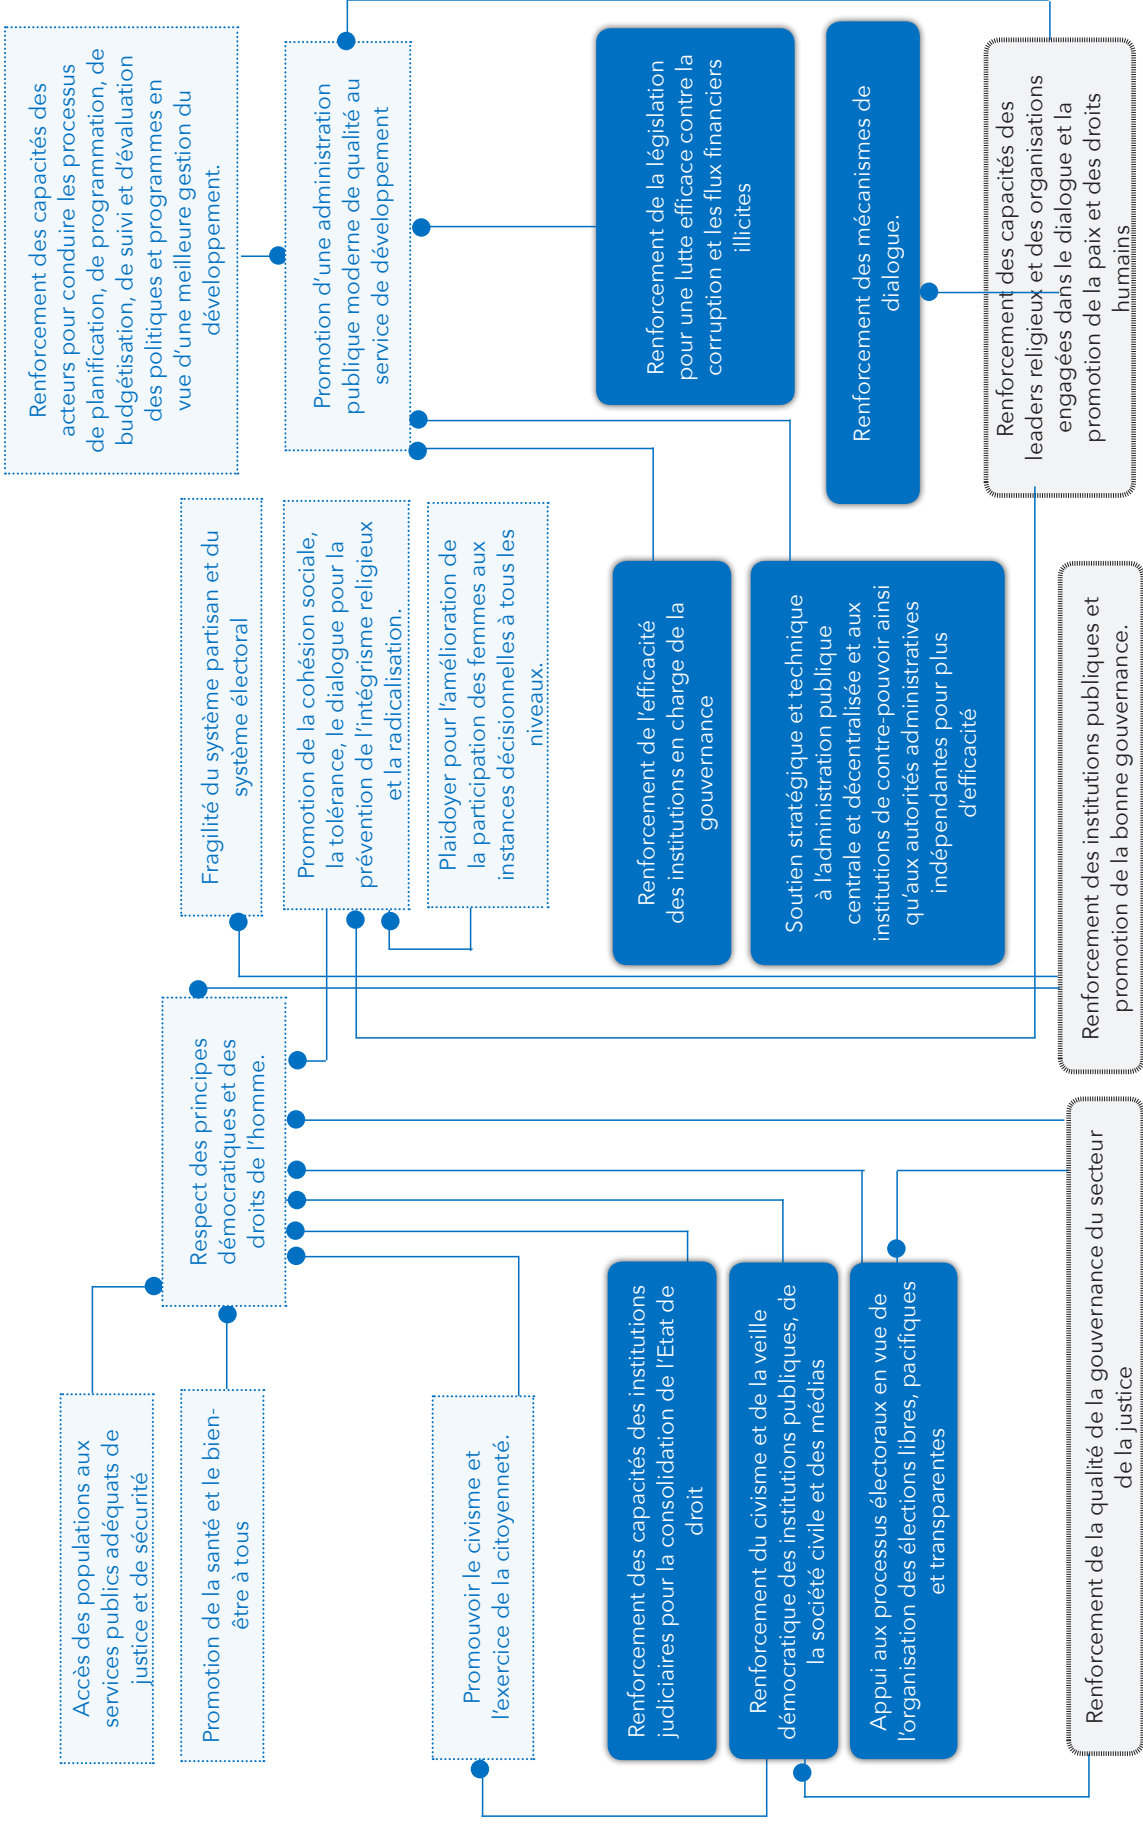 Accès des populations aux
services publics adéquats de
justice et de sécurité
Promotion de la santé et le bien-
être à tous
Respect des principes
démocratiques et des
droits de l'homme.
Fragilité du système partisan et du
système électoral
Promotion de la cohésion sociale,
la tolérance, le dialogue pour la
prévention de l'intégrisme religieux
et la radicalisation.
Plaidoyer pour l'amélioration de
la participation des femmes aux
instances décisionnelles à tous les
niveaux.
Renforcement des capacités des
acteurs pour conduire les processus
de planification, de programmation, de
budgétisation, de suivi et d'évaluation
des politiques et programmes en
vue d'une meilleure gestion du
développement.
Promotion d'une administration
publique moderne de qualité au
service de développement
Promouvoir le civisme et
l'exercice de la citoyenneté.
Renforcement des capacités des institutions
judiciaires pour la consolidation de l'Etat de
droit
Renforcement du civisme et de la veille
démocratique des institutions publiques, de
la société civile et des médias
Appui aux processus électoraux en vue de
l'organisation des élections libres, pacifiques
et transparentes
Renforcement de l'efficacité
des institutions en charge de la
gouvernance
Soutien stratégique et technique
à l'administration publique
centrale et décentralisée et aux
institutions de contre-pouvoir ainsi
qu'aux autorités administratives
indépendantes pour plus
d'efficacité
Renforcement de la législation
pour une lutte efficace contre la
corruption et les flux financiers
illicites
Renforcement des mécanismes de
dialogue.
Renforcement de la qualité de la gouvernance du secteur
de la justice
Renforcement des institutions publiques et
promotion de la bonne gouvernance.
Renforcement des capacités des
leaders religieux et des organisations
engagées dans le dialogue et la
promotion de la paix et des droits
humains